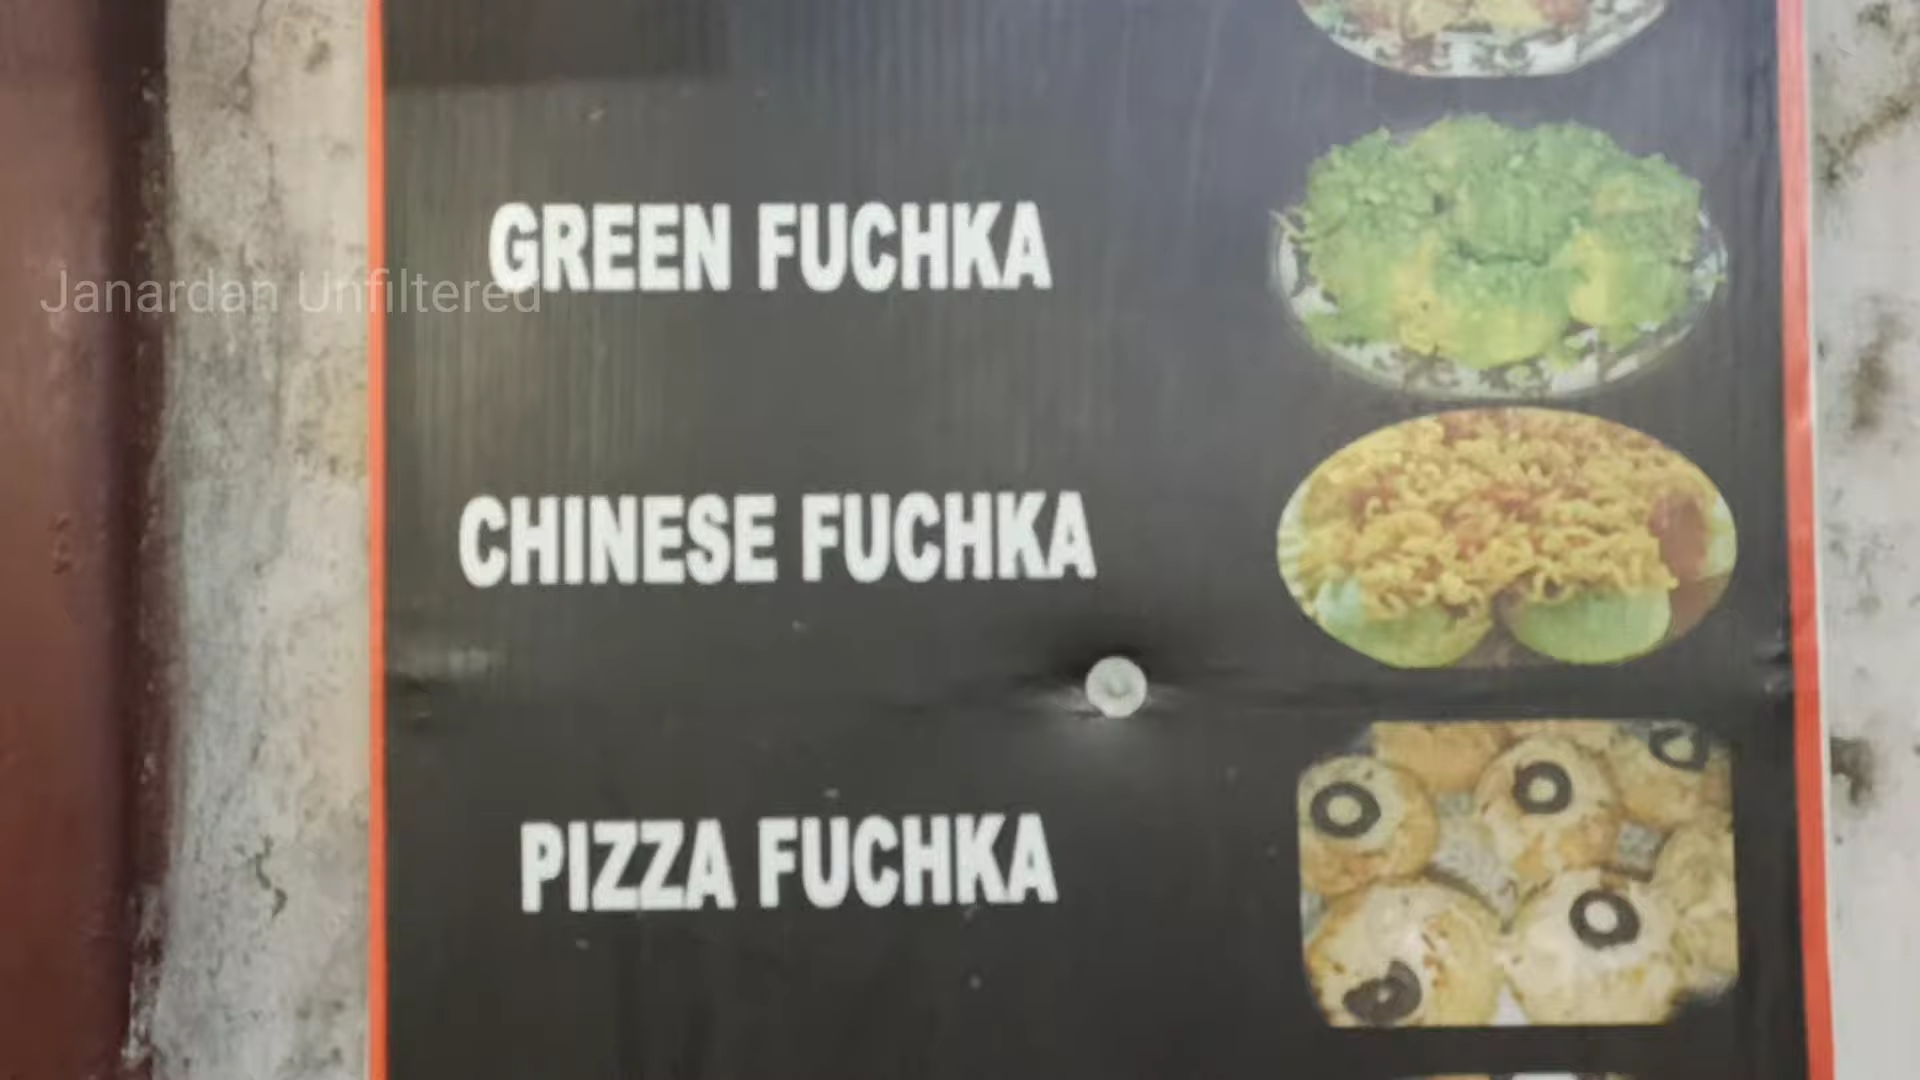 GREEN FUCHKA
Janardan Unfiltered
CHINESE FUCHKA
PIZZA FUCHKA